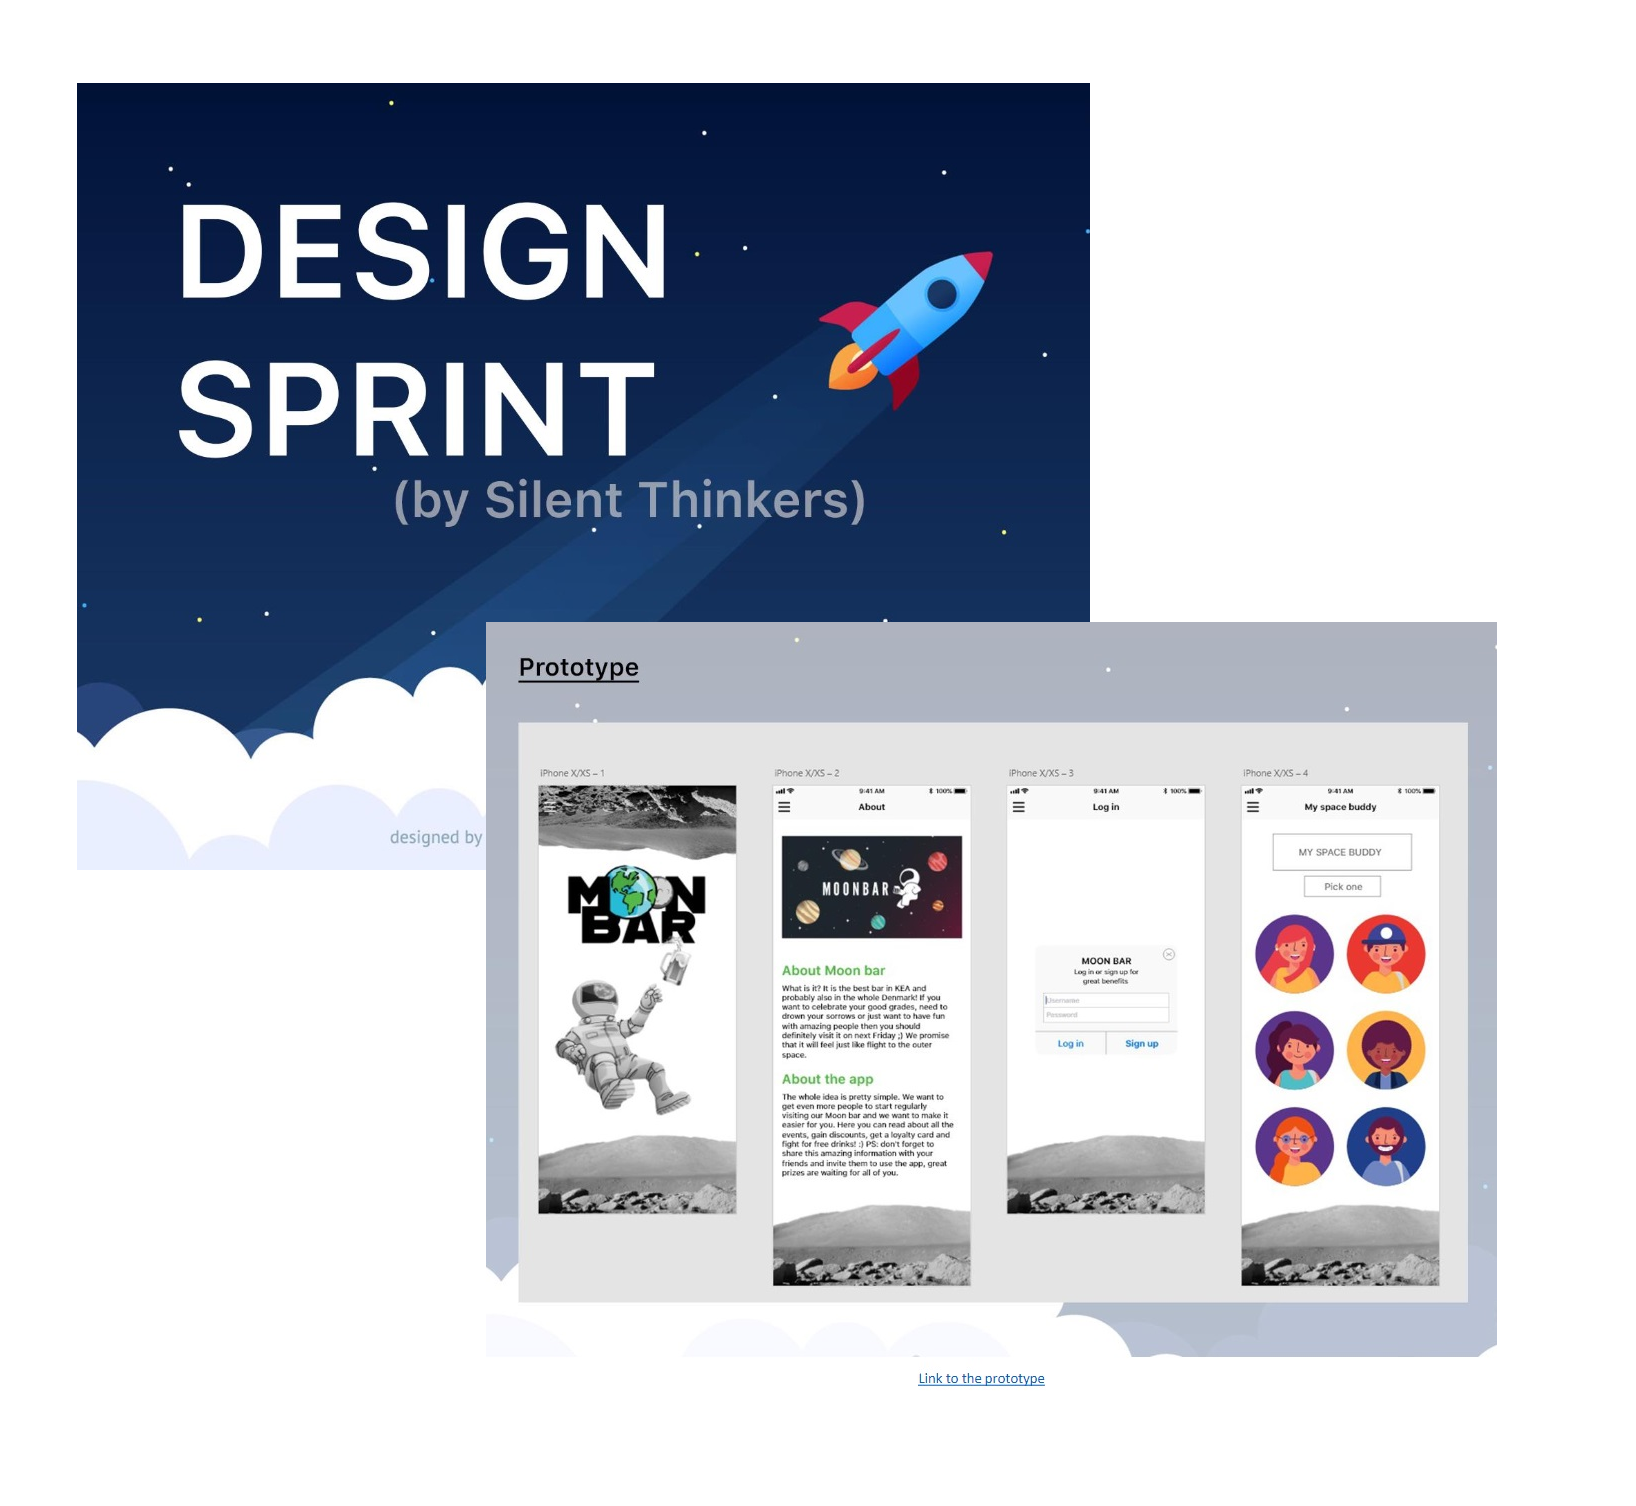 DESIGN
SPRINT
(by Silent Thinkers)
designed by
Prototype
iPhone X/XS – 1
MOON
BAR
iPhone X/XS – 2
9:41 AM
100%
About
MOONBAR
About Moon bar
What is it? It is the best bar in KEA and
probably also in the whole Denmark! If you
want to celebrate your good grades, need to
drown your sorrows or just want to have fun
with amazing people then you should
definitely visit it on next Friday ;) We promise
that it will feel just like flight to the outer
space.
About the app
The whole idea is pretty simple. We want to
get even more people to start regularly
visiting our Moon bar and we want to make it
easier for you. Here you can read about all the
events, gain discounts, get a loyalty card and
fight for free drinks! :) PS: don't forget to
share this amazing information with your
friends and invite them to use the app, great
prizes are waiting for all of you.
iPhone X/XS – 3
9:41 AM
100%
Log in
MOON BAR
Log in or sign up for
great benefits
Username
Password
Log in
Sign up
iPhone X/XS – 4
9:41 AM
100%
My space buddy
MY SPACE BUDDY
Pick one
Link to the prototype